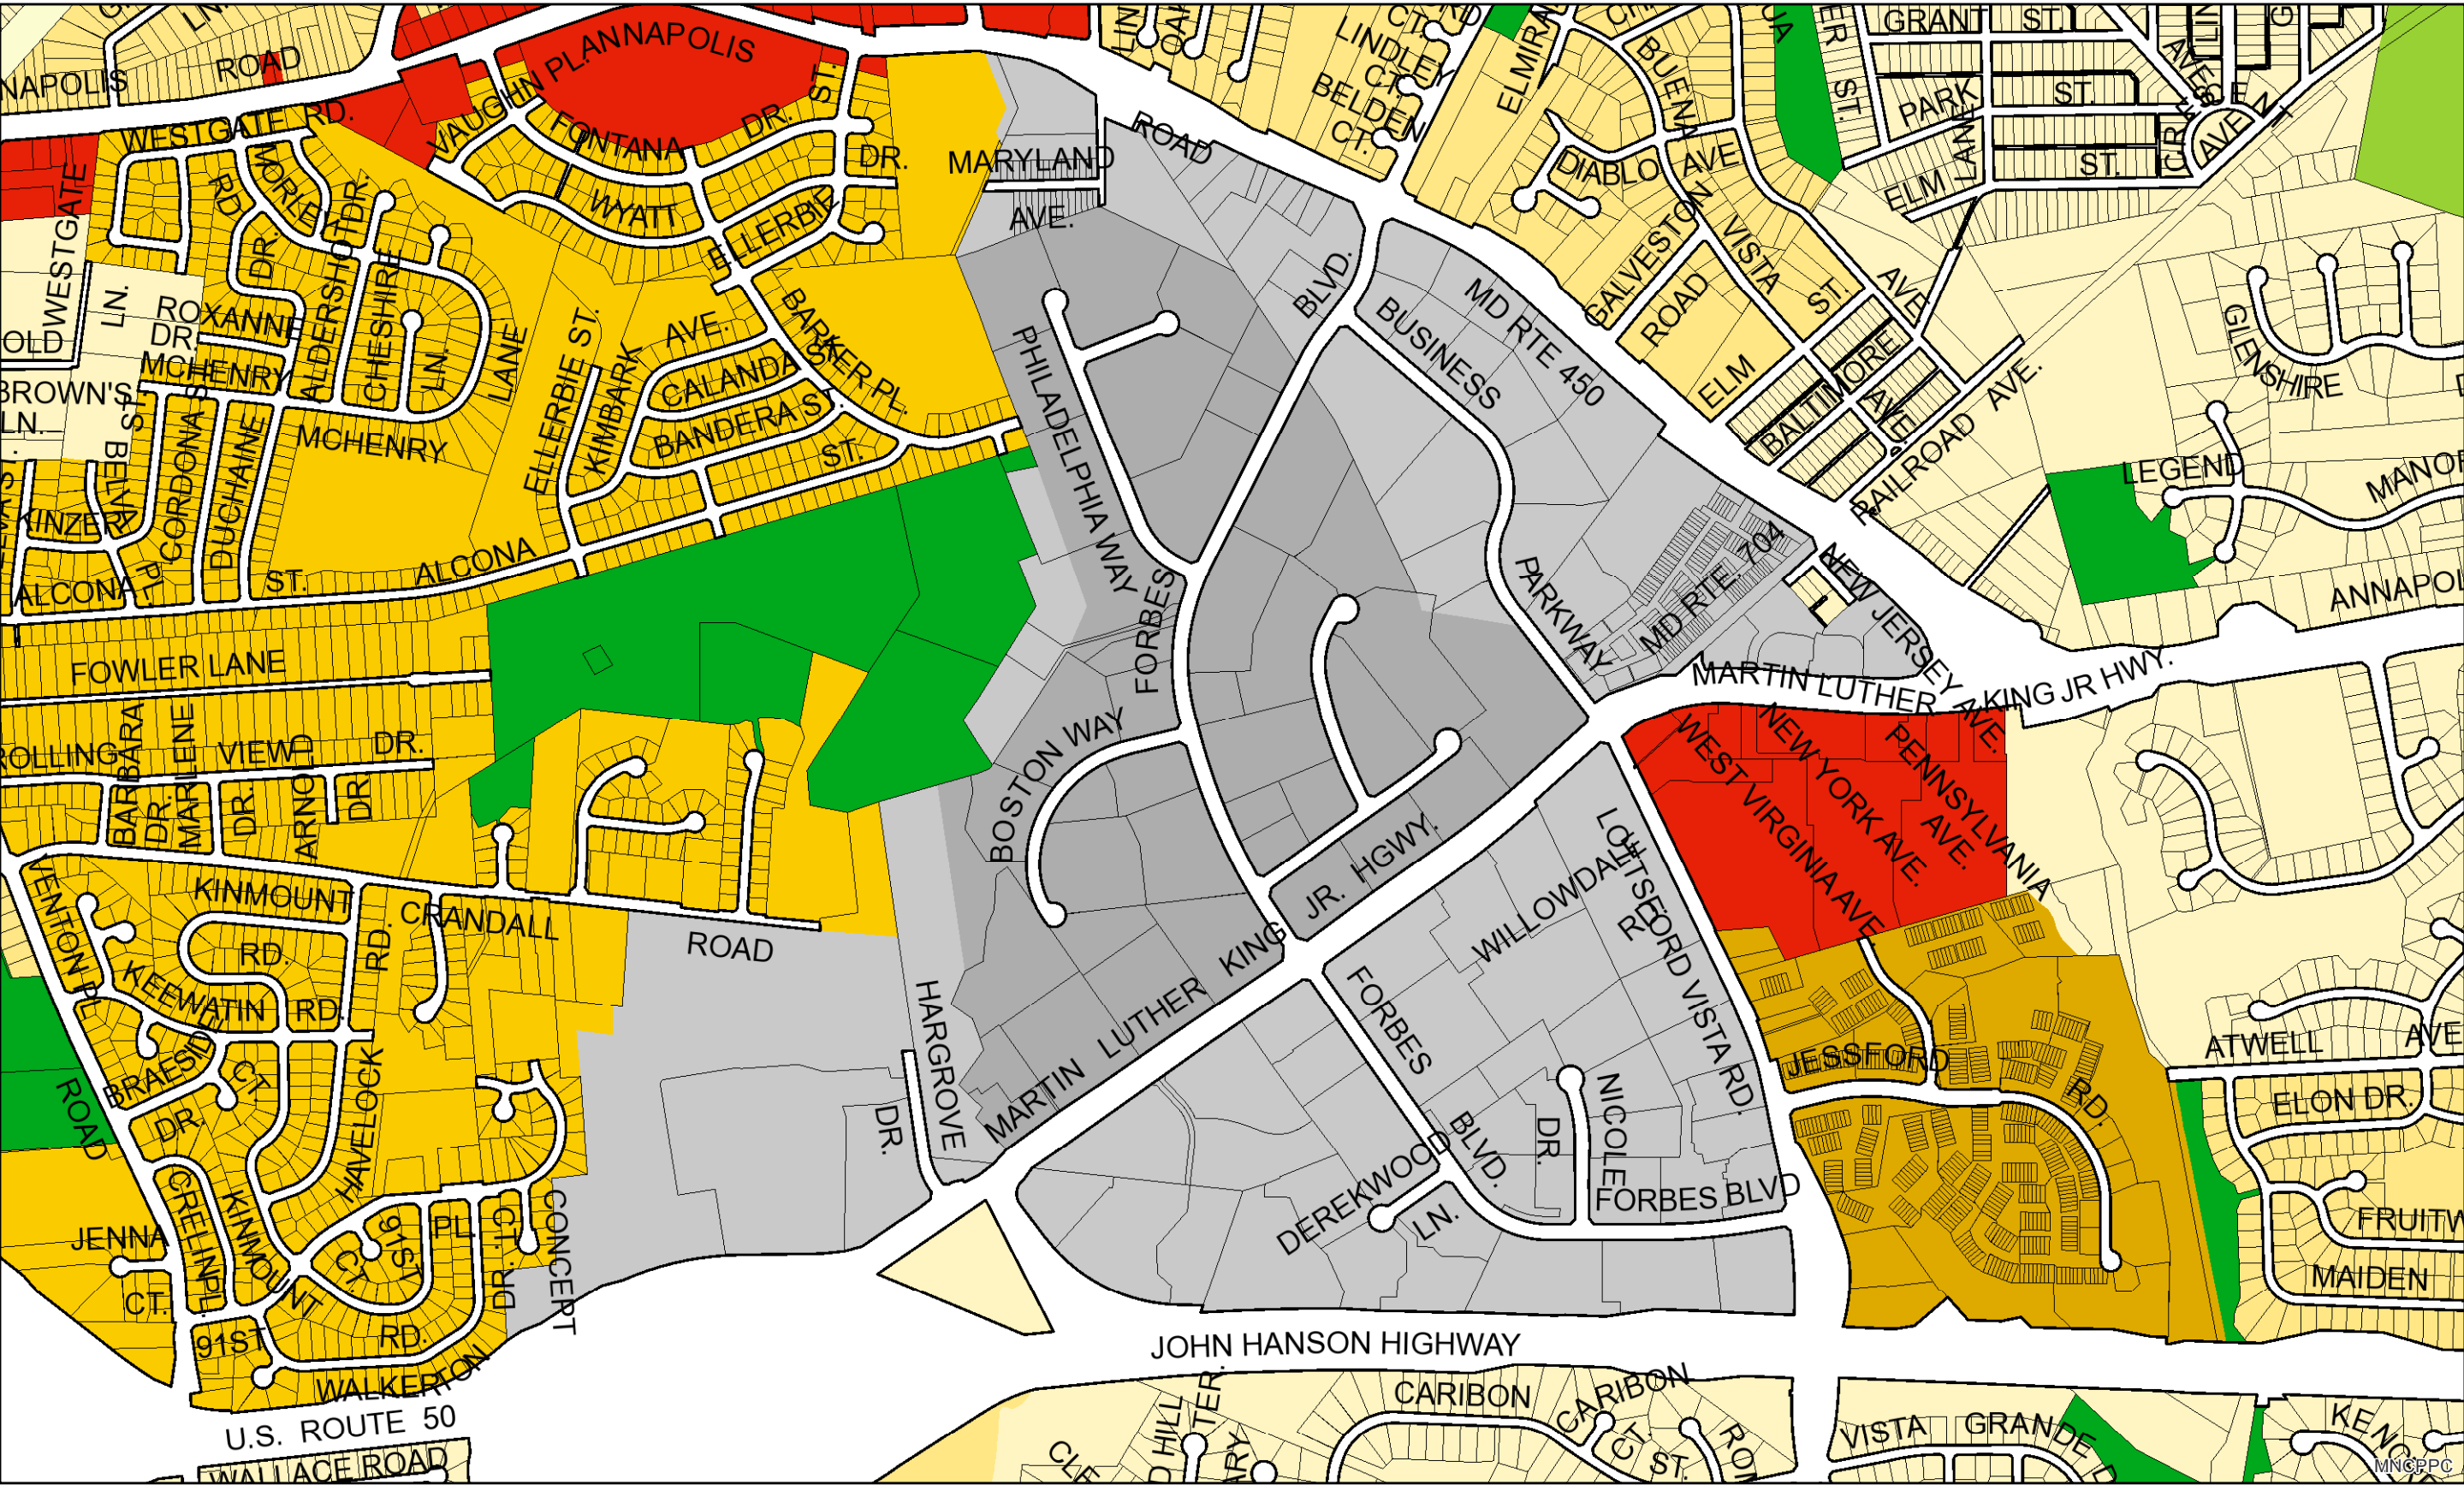 LN.
ANNAPOLIS
ROAD
NAPOLIS
VAUGHN PL.
ST.
WESTGATE RD.
FONTANA
DR.
WYATT
ELLERBIE
DR.
MARYLAND
AVE.
ROAD
LINDLEY
CT.
CT.
BELDEN
CT.
BUENA
VISTA
AVE.
DIABLO AVE.
GALVESTON
ROAD
ELM
ST.
GRANT ST.
PARK
ST.
LANE
ELM
ST.
AVE.
WESTGATE
LN.
MORLEY
RD.
DR.
ALDERSHOT
DR.
CHESHIRE
LN.
LANE
ROXANNE
DR.
OLD
BROWN'S
LN.
MCHENRY
ST.
MCHENRY
BELVA
CORDONA ST.
DUCHAINE
PL.
KINZER
ALCONA
ST.
ALCONA
ELLERBIE ST.
KIMBARK
AVE.
CALANDA ST.
BANDERA ST.
ST.
BARKER PL.
PHILADELPHIA WAY
FORBES
BLVD.
BUSINESS
PARKWAY
MD RTE 450
BALTIMORE
AVE.
RAILROAD AVE.
GLENSHIRE
LEGEND
MANOR
MD RTE. 704
NEW JERSEY AVE.
MARTIN LUTHER
KING JR HWY.
FOWLER LANE
ROLLING
VIEW
DR.
BARBARA
DR.
MARLENE
DR.
ARNOLD
DR.
BOSTON WAY
WEST VIRGINIA AVE.
NEW YORK AVE.
PENNSYLVANIA
AVE.
VENTON PL.
KINMOUNT
RD.
RD.
CRANDALL
ROAD
KEEWATIN
RD.
BRAESIDE
DR.
CT.
HAVELOCK
ROAD
HARGROVE
DR.
MARTIN LUTHER KING JR. HGWY.
WILLOWDALE
RD.
LOTTSFORD VISTA RD.
FORBES
BLVD.
DEREKWOOD
LN.
DR.
NICOLE
FORBES BLVD
JESSFORD
RD.
ATWELL
AVE
ELON DR.
FRUITW
MAIDEN
JENNA
CT.
CRELIN PL.
KINMOUNT
RD.
91ST
CT.
PL.
CT.
DR.
CONCEPT
91ST
WALKERTON
U.S. ROUTE 50
WALLACE ROAD
JOHN HANSON HIGHWAY
CARIBON
CARIBON
CT.
ST.
VISTA GRANDE
MNCPPC